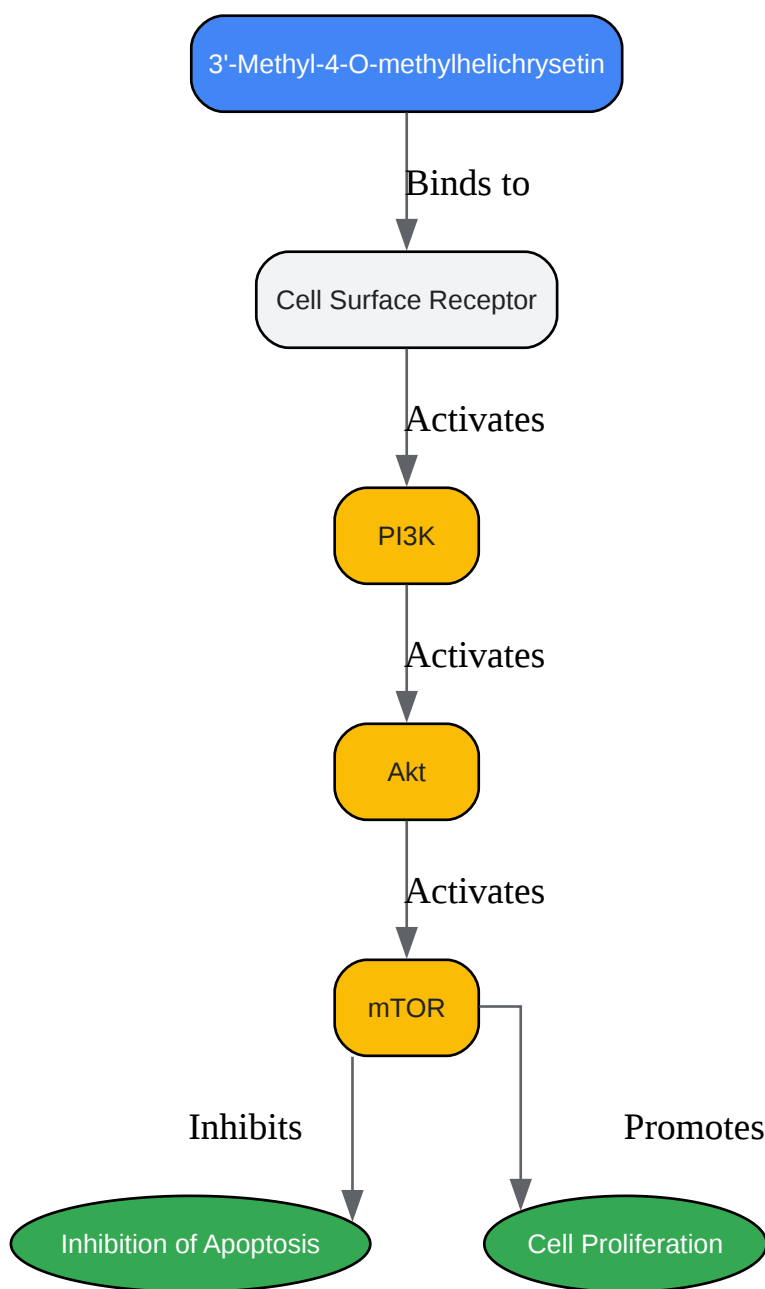 3'-Methyl-4-O-methylhelichrysetin
Binds to
Cell Surface Receptor
Activates
PI3K
Activates
Akt
Activates
mTOR
Inhibits
Promotes
Inhibition of Apoptosis
Cell Proliferation